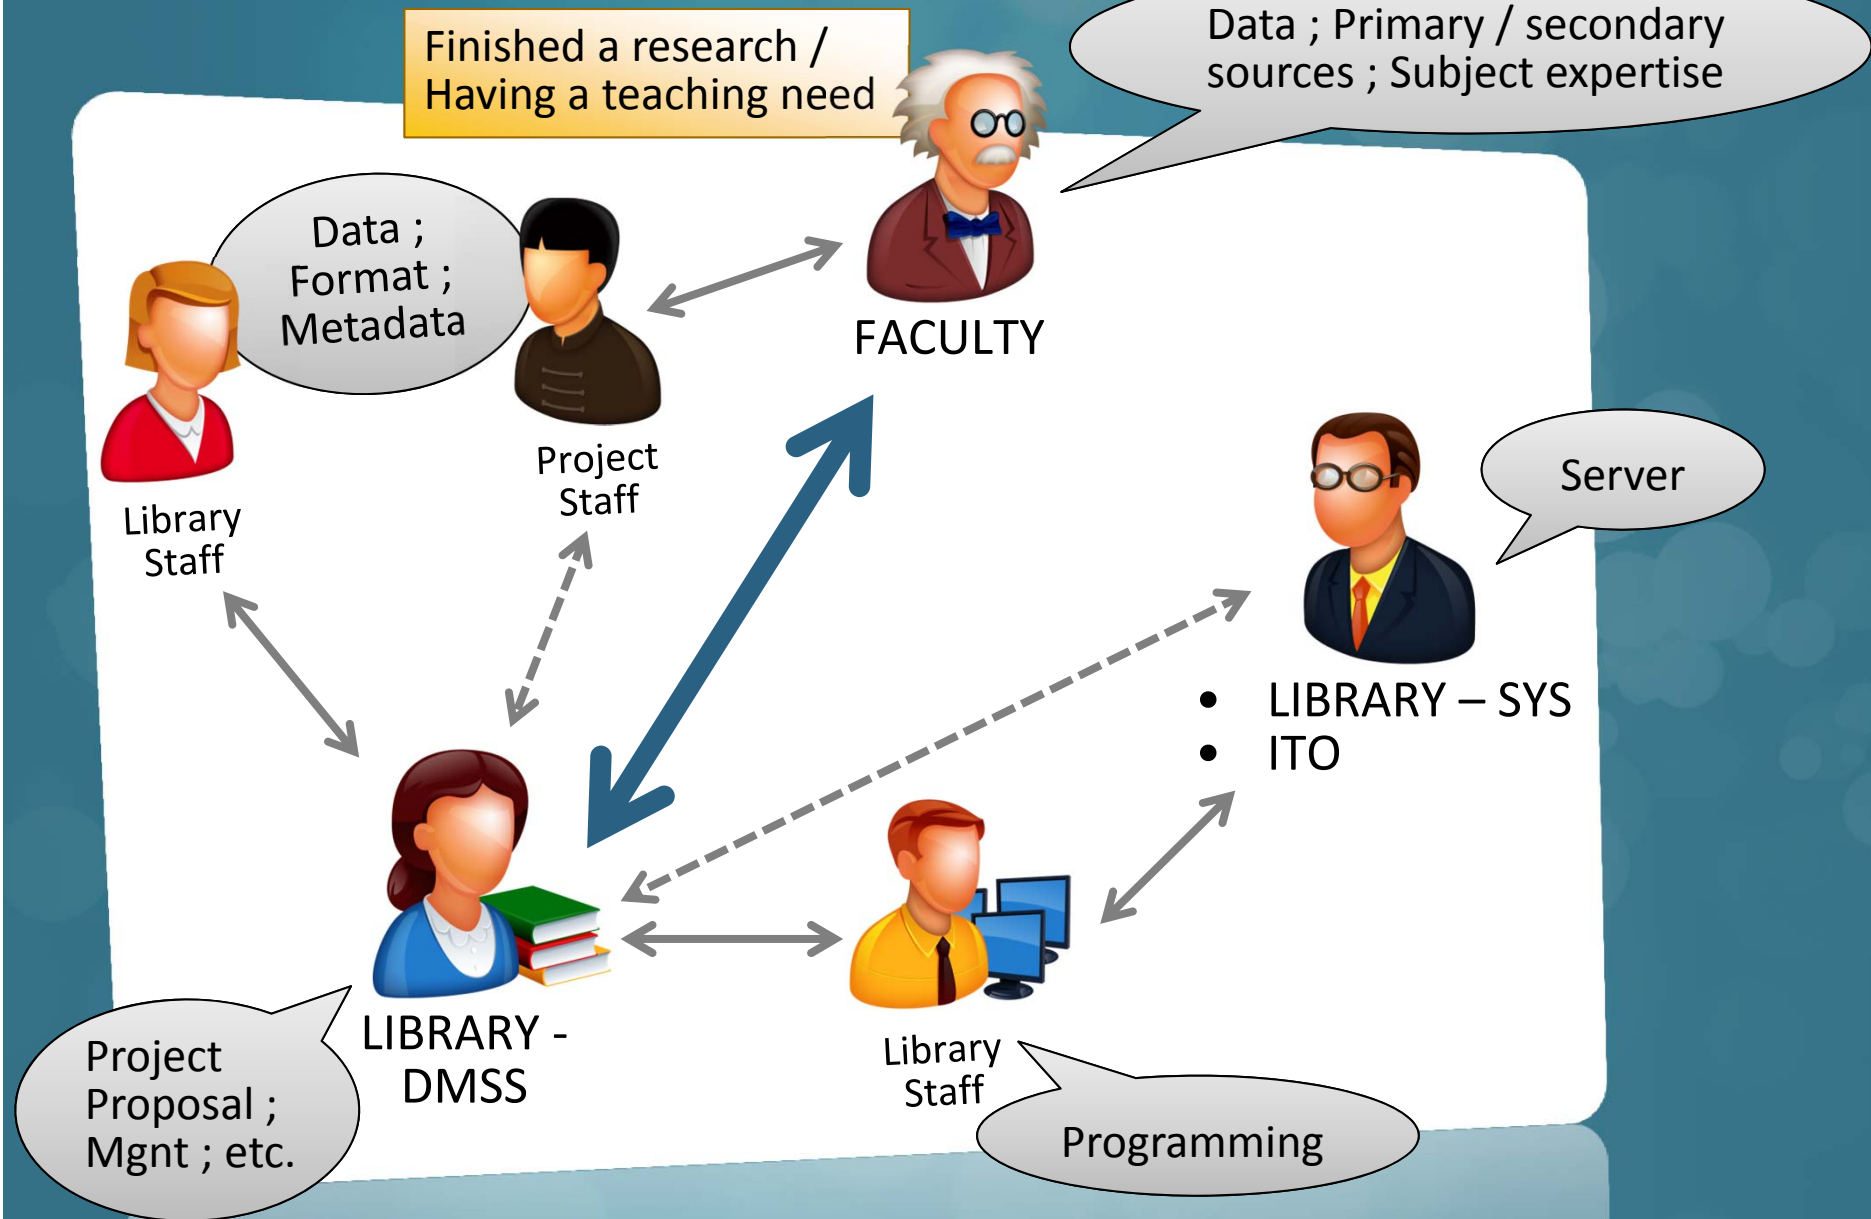 Finished a research /
Having a teaching need
Data ; Primary / secondary
sources ; Subject expertise
Data ;
Format ;
Metadata
FACULTY
Project
Staff
Library
Staff
Server
• LIBRARY – SYS
• ITO
LIBRARY -
DMSS
Project
Proposal ;
Mgnt ; etc.
Library
Staff
Programming